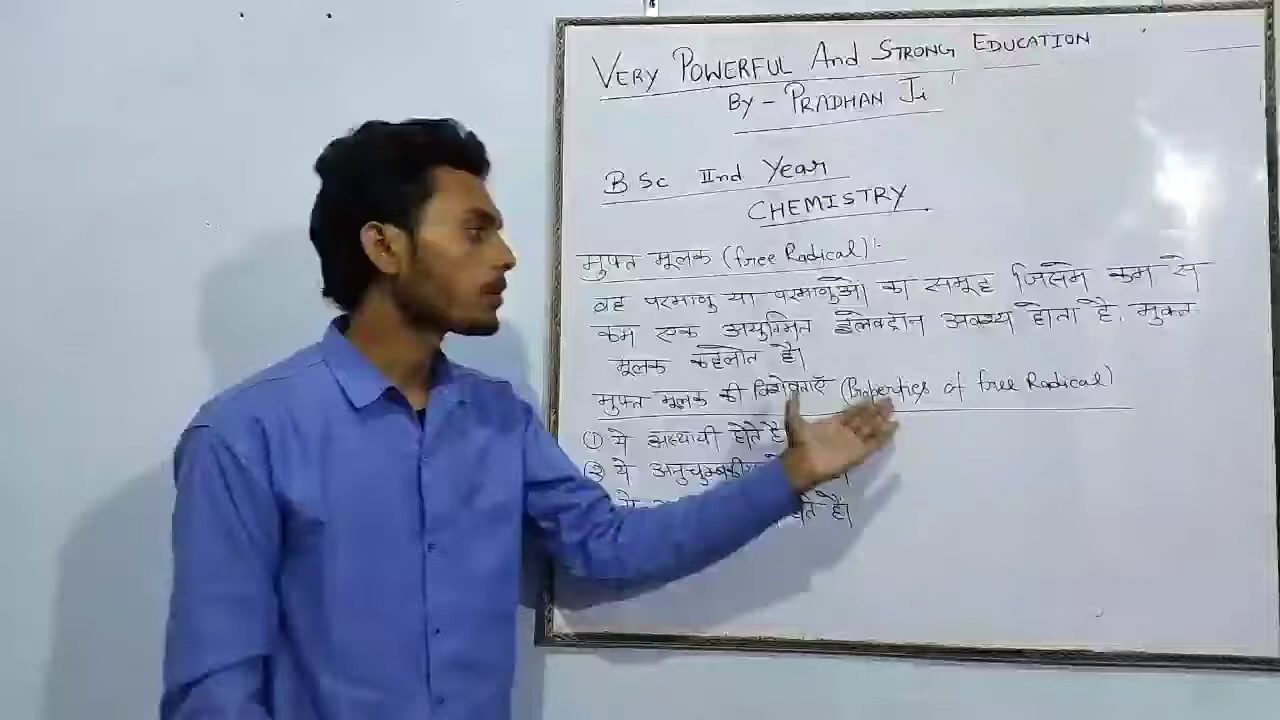 VERY POWERFUL And STRONG EDUCATION
By - PRADHAN Ji
B Sc IInd Year
CHEMISTRY
मुफ्त मूलक (free Radical) :-
वह परमाणु या परमाणुओ का समूह जिसमे कम से
कम एक अयुग्मित इलेक्ट्रॉन अवश्य होता है, मुक्त
मूलक कहलाते है।
मुफ्त मूलक की विशेषताएँ (Properties of free Radical)
① ये अस्थायी होते है
② ये अनुचुम्बकीय
ये होते है।